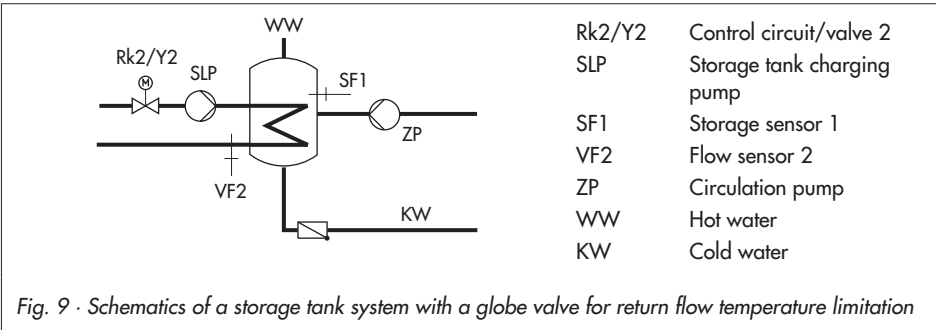 WW
Rk2/Y2
M
SLP
SF1
ZP
VF2
KW
Rk2/Y2 Control circuit/valve 2
SLP Storage tank charging
pump
SF1 Storage sensor 1
VF2 Flow sensor 2
ZP Circulation pump
WW Hot water
KW Cold water
Fig. 9 · Schematics of a storage tank system with a globe valve for return flow temperature limitation